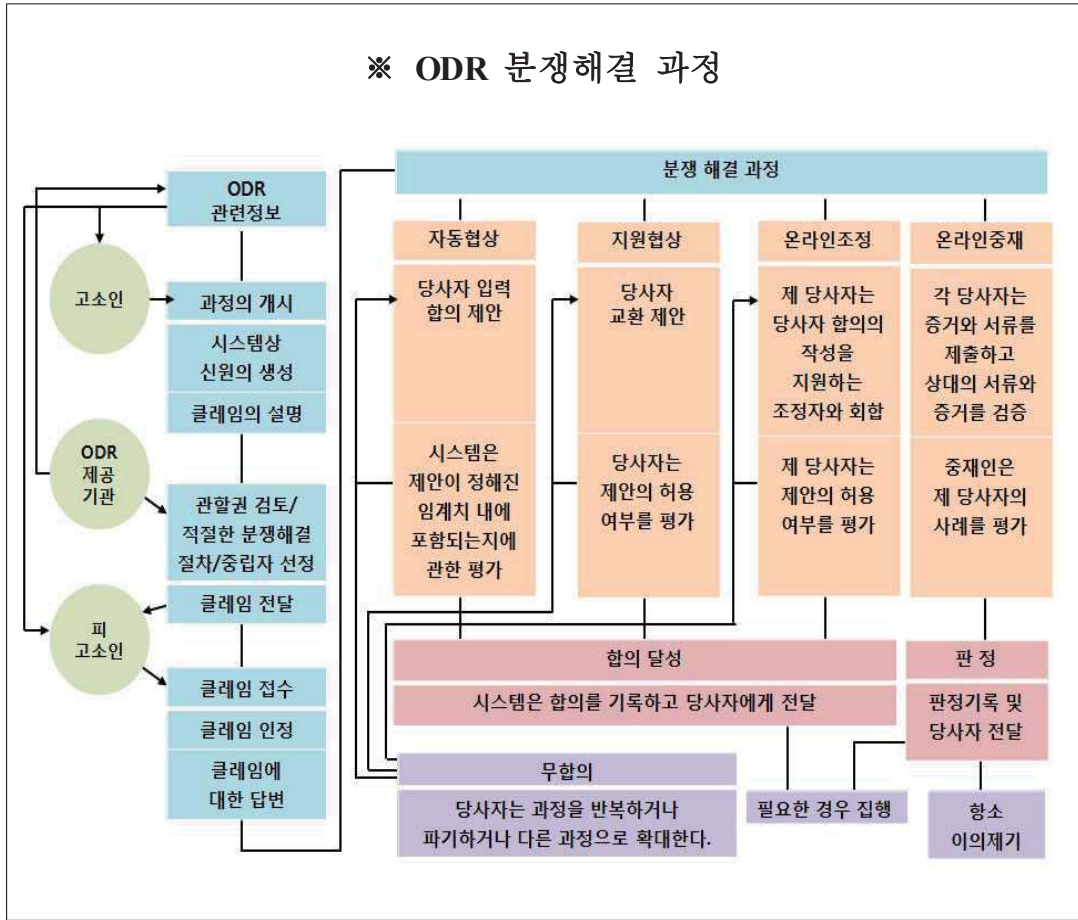 ※ ODR 분쟁해결 과정
ODR
관련정보
고소인
과정의 개시
시스템상
신원의 생성
클레임의 설명
ODR
제공
기관
관할권 검토/
적절한 분쟁해결
절차/중립자 선정
클레임 전달
피
고소인
클레임 접수
클레임 인정
클레임에
대한 답변
분쟁 해결 과정
자동협상
당사자 입력
합의 제안
시스템은
제안이 정해진
임계치 내에
포함되는지에
관한 평가
지원협상
당사자
교환 제안
당사자는
제안의 허용
여부를 평가
온라인조정
제 당사자는
당사자 합의의
작성을
지원하는
조정자와 회합
제 당사자는
제안의 허용
여부를 평가
온라인중재
각 당사자는
증거와 서류를
제출하고
상대의 서류와
증거를 검증
중재인은
제 당사자의
사례를 평가
합의 달성
시스템은 합의를 기록하고 당사자에게 전달
판 정
판정기록 및
당사자 전달
무합의
당사자는 과정을 반복하거나
파기하거나 다른 과정으로 확대한다.
필요한 경우 집행
항소
이의제기